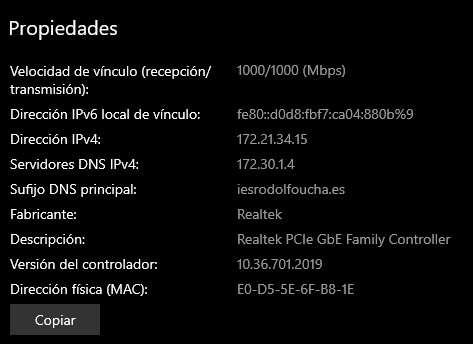 Propiedades
Velocidad de vínculo (recepción/ 1000/1000 (Mbps)
transmisión):
Dirección IPv6 local de vínculo: fe80::d0d8:fbf7:ca04:880b%9
Dirección IPv4: 172.21.34.15
Servidores DNS IPv4: 172.30.1.4
Sufijo DNS principal: iesrodolfoucha.es
Fabricante: Realtek
Descripción: Realtek PCIe GbE Family Controller
Versión del controlador: 10.36.701.2019
Dirección física (MAC): E0-D5-5E-6F-B8-1E
Copiar